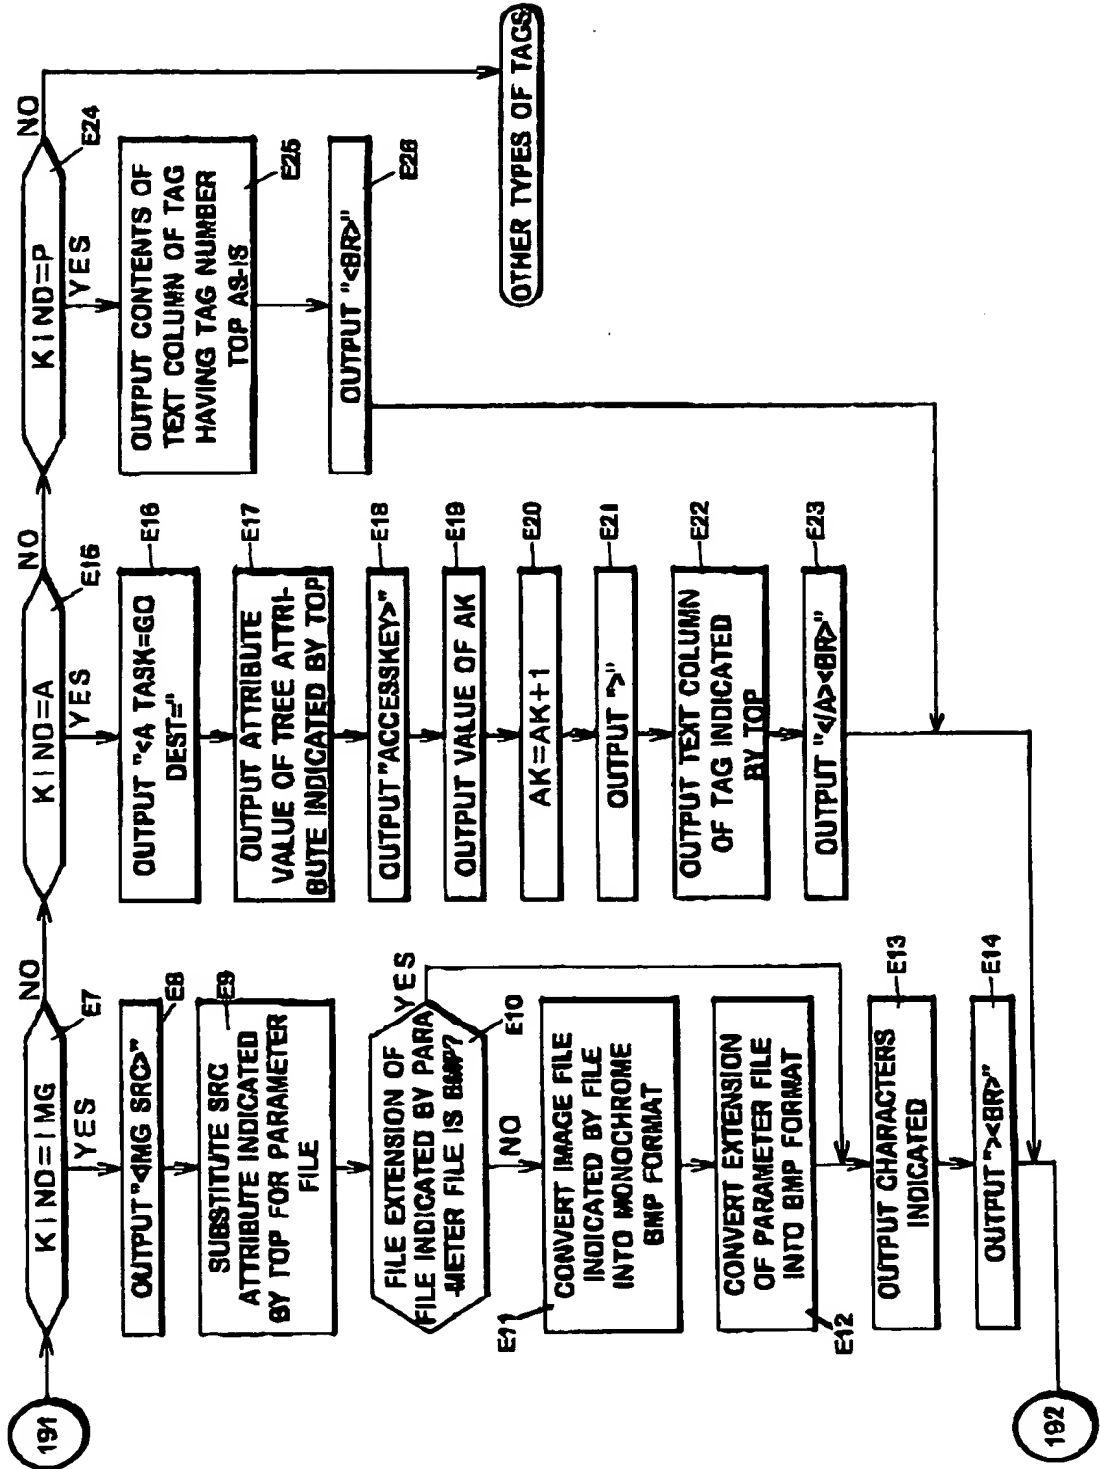 191
KIND=IMG
NO
E7
YES
OUTPUT"<IMG SRC>"
E8
SUBSTITUTE SRC
ATTRIBUTE INDICATED
BY TOP FOR PARAMETER
FILE
E9
FILE EXTENSION OF
FILE INDICATED BY PARA
METER FILE IS BMP?
YES
E10
NO
CONVERT IMAGE FILE
INDICATED BY FILE
INTO MONOCHROME
BMP FORMAT
E11
CONVERT EXTENSION
OF PARAMETER FILE
INTO BMP FORMAT
E12
OUTPUT CHARACTERS
INDICATED
E13
OUTPUT "><BR>"
E14
192
KIND=A
NO
E15
YES
OUTPUT "<A TASK=GO
DEST="
E16
OUTPUT ATTRIBUTE
VALUE OF TREE ATTRI-
BUTE INDICATED BY TOP
E17
OUTPUT "ACCESSKEY>"
E18
OUTPUT VALUE OF AK
E19
AK=AK+1
E20
OUTPUT ">"
E21
OUTPUT TEXT COLUMN
OF TAG INDICATED
BY TOP
E22
OUTPUT "</A><BR>"
E23
KIND=P
NO
E24
YES
OUTPUT CONTENTS OF
TEXT COLUMN OF TAG
HAVING TAG NUMBER
TOP AS-IS
E25
OUTPUT "<BR>"
E26
OTHER TYPES OF TAGS